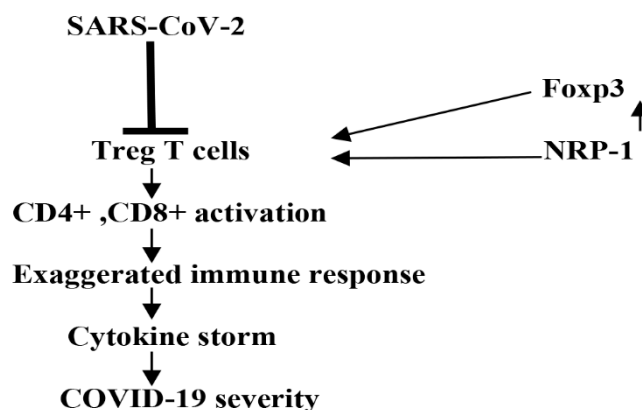 SARS-CoV-2
Foxp3
Treg T cells
NRP-1
CD4+ ,CD8+ activation
Exaggerated immune response
Cytokine storm
COVID-19 severity